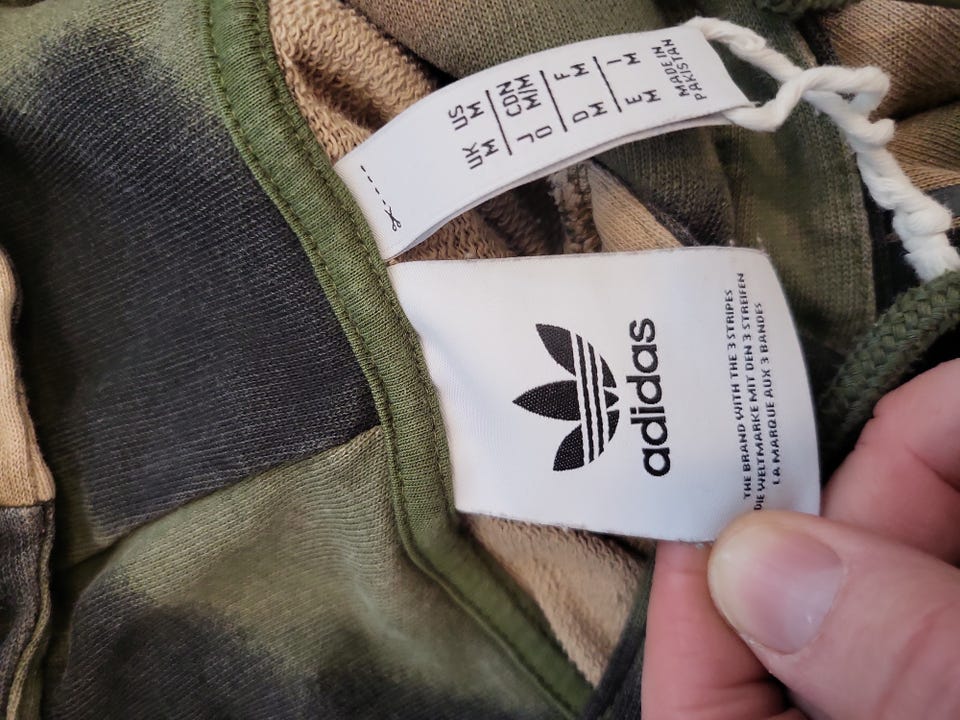 UK US
M M
J CDN
O M/M
D F
M M
E I
M M
MADE IN
PAKISTAN
adidas
THE BRAND WITH THE 3 STRIPES
DIE WELTMARKE MIT DEN 3 STREIFEN
LA MARQUE AUX 3 BANDES